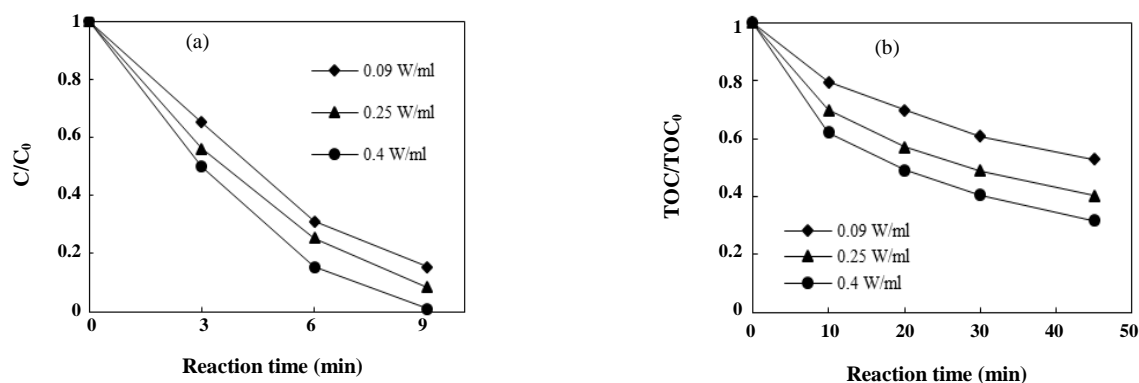 (a)
C/C0
1
0.8
0.6
0.4
0.2
0
0.09 W/ml
0.25 W/ml
0.4 W/ml
0 3 6 9
Reaction time (min)
(b)
TOC/TOC0
1
0.8
0.6
0.4
0.2
0
0.09 W/ml
0.25 W/ml
0.4 W/ml
0 10 20 30 40 50
Reaction time (min)